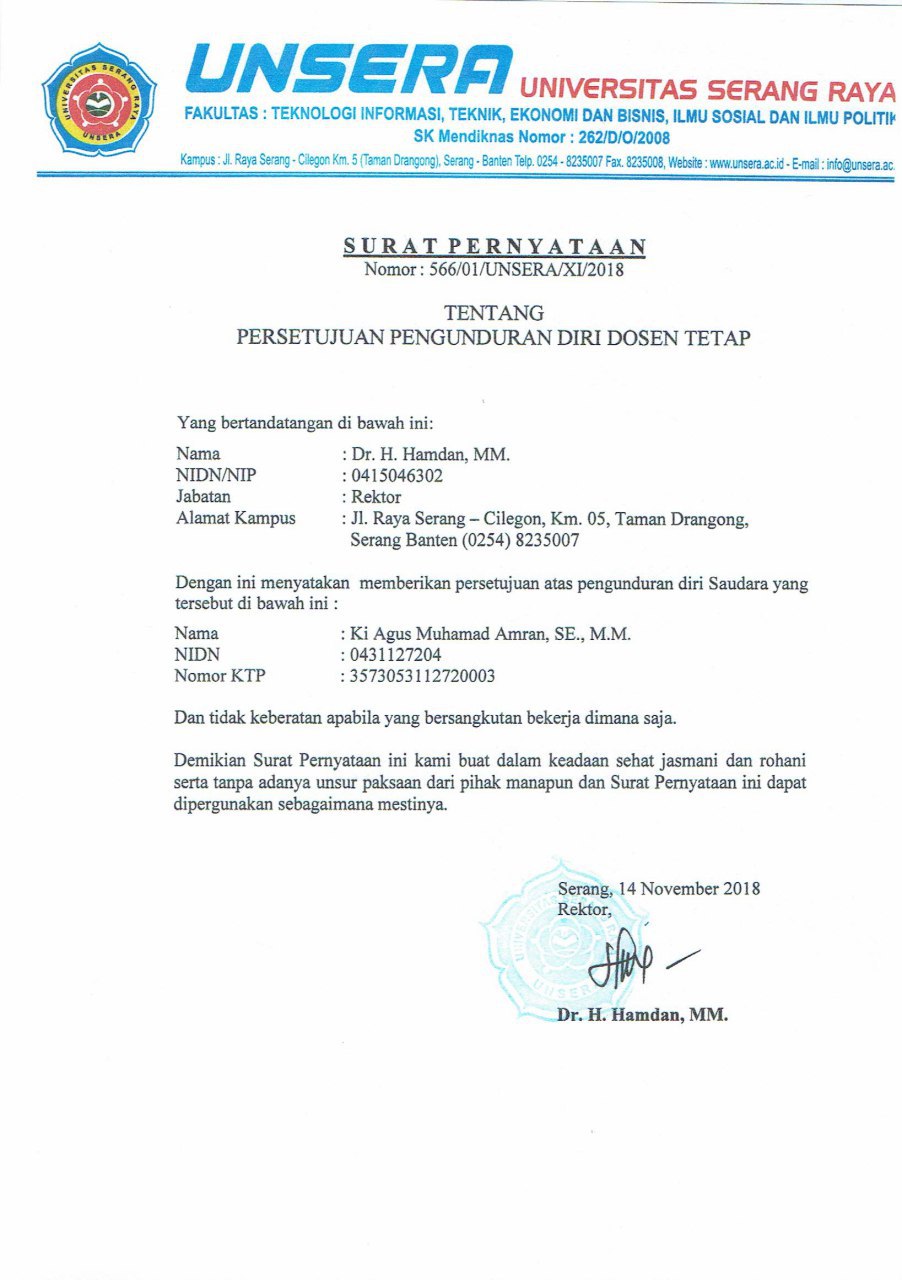 UNIVERSITAS SERANG RAYA
UNSERA
UNSERA UNIVERSITAS SERANG RAYA
FAKULTAS : TEKNOLOGI INFORMASI, TEKNIK, EKONOMI DAN BISNIS, ILMU SOSIAL DAN ILMU POLITIK
SK Mendiknas Nomor : 262/D/O/2008
Kampus : Jl. Raya Serang - Cilegon Km. 5 (Taman Drangong), Serang - Banten Telp. 0254 - 8235007 Fax. 8235008, Website : www.unsera.ac.id - E-mail : info@unsera.ac.
SURAT PERNYATAAN
Nomor : 566/01/UNSERA/XI/2018
TENTANG
PERSETUJUAN PENGUNDURAN DIRI DOSEN TETAP
Yang bertandatangan di bawah ini:
Nama : Dr. H. Hamdan, MM.
NIDN/NIP : 0415046302
Jabatan : Rektor
Alamat Kampus : Jl. Raya Serang – Cilegon, Km. 05, Taman Drangong,
Serang Banten (0254) 8235007
Dengan ini menyatakan memberikan persetujuan atas pengunduran diri Saudara yang
tersebut di bawah ini :
Nama : Ki Agus Muhamad Amran, SE., M.M.
NIDN : 0431127204
Nomor KTP : 3573053112720003
Dan tidak keberatan apabila yang bersangkutan bekerja dimana saja.
Demikian Surat Pernyataan ini kami buat dalam keadaan sehat jasmani dan rohani
serta tanpa adanya unsur paksaan dari pihak manapun dan Surat Pernyataan ini dapat
dipergunakan sebagaimana mestinya.
Serang, 14 November 2018
Rektor,
UNIVERSITAS SERANG RAYA
UNSERA
Dr. H. Hamdan, MM.